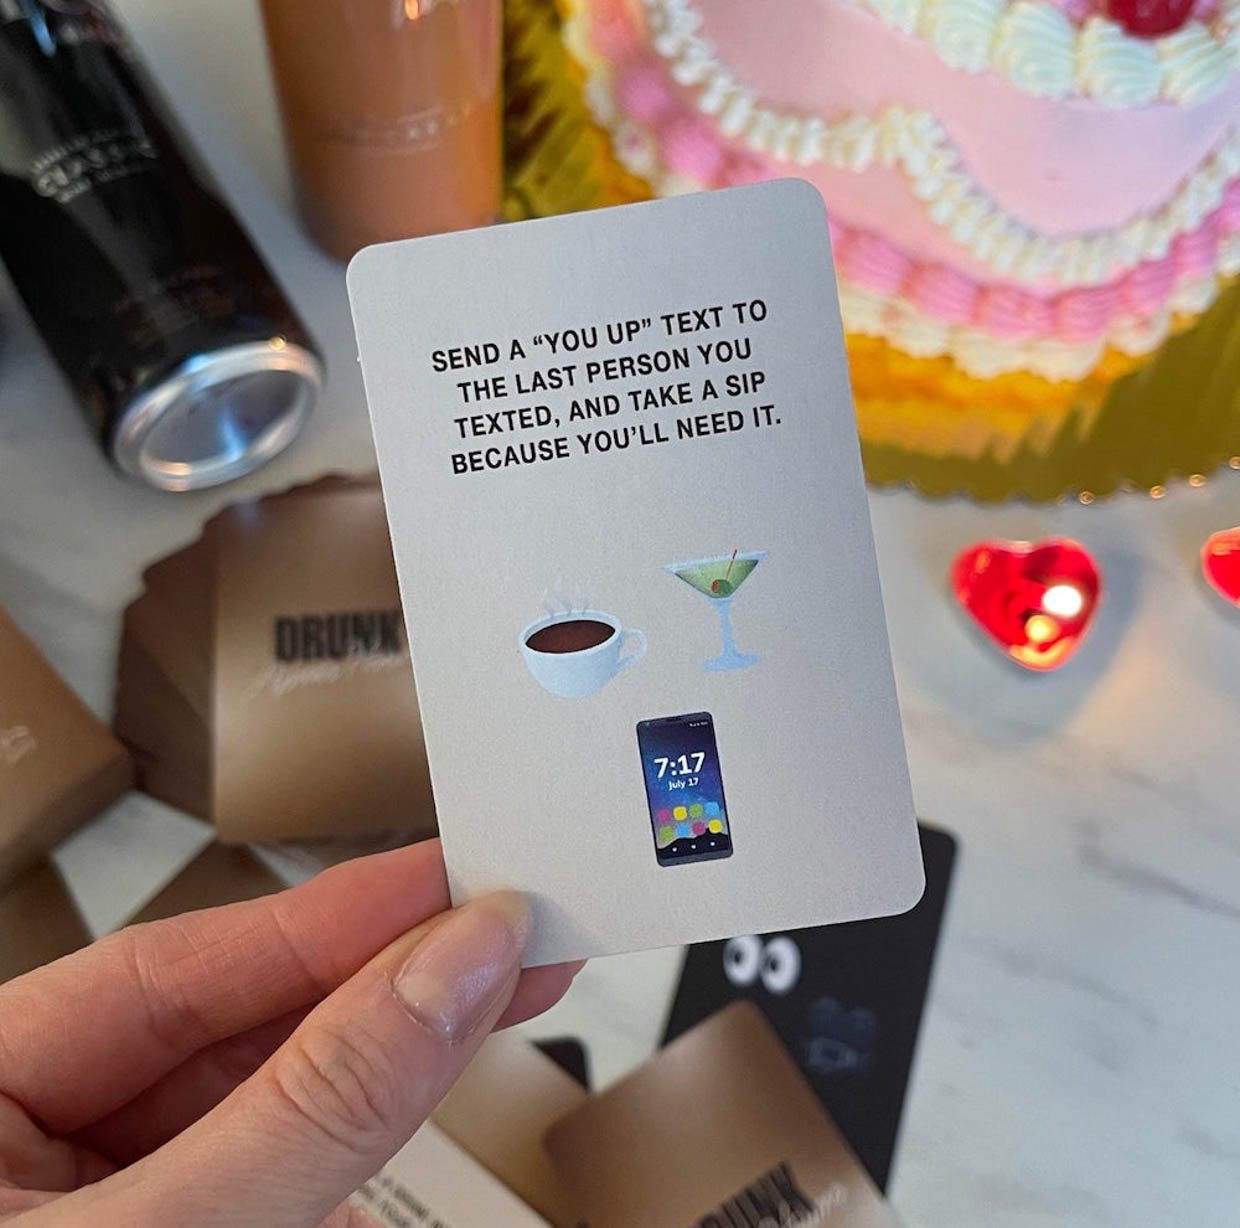 SEND A “YOU UP” TEXT TO
THE LAST PERSON YOU
TEXTED, AND TAKE A SIP
BECAUSE YOU’LL NEED IT.
7:17
July 17
DRUNK
DRUNK